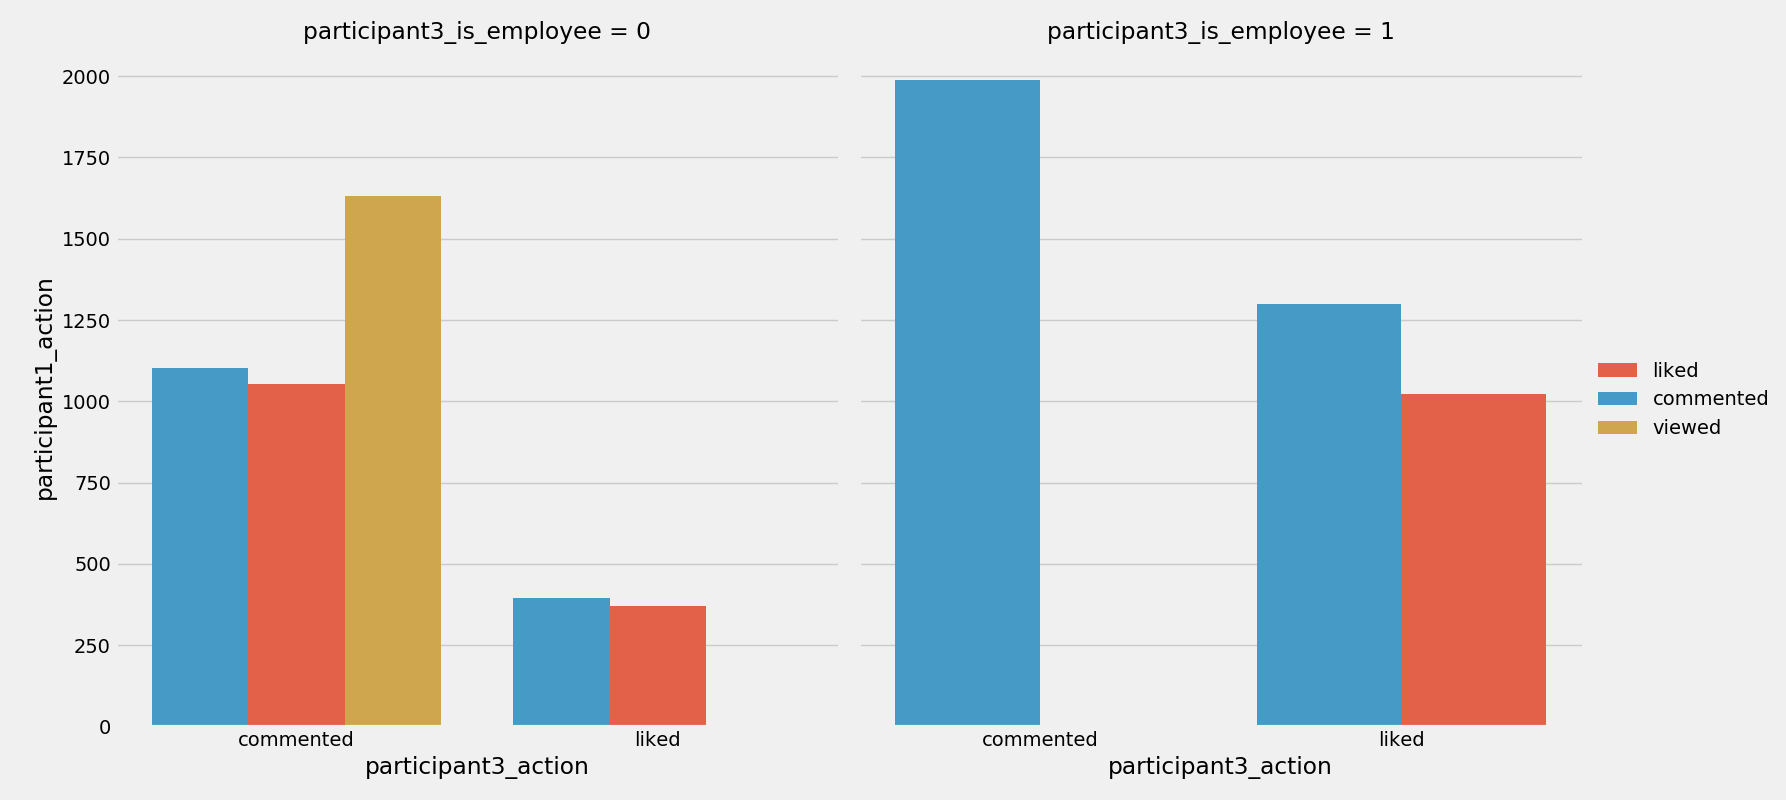 participant3_is_employee = 0
participant3_is_employee = 1
participant1_action
2000
1750
1500
1250
1000
750
500
250
0
commented
liked
commented
liked
participant3_action
participant3_action
liked
commented
viewed